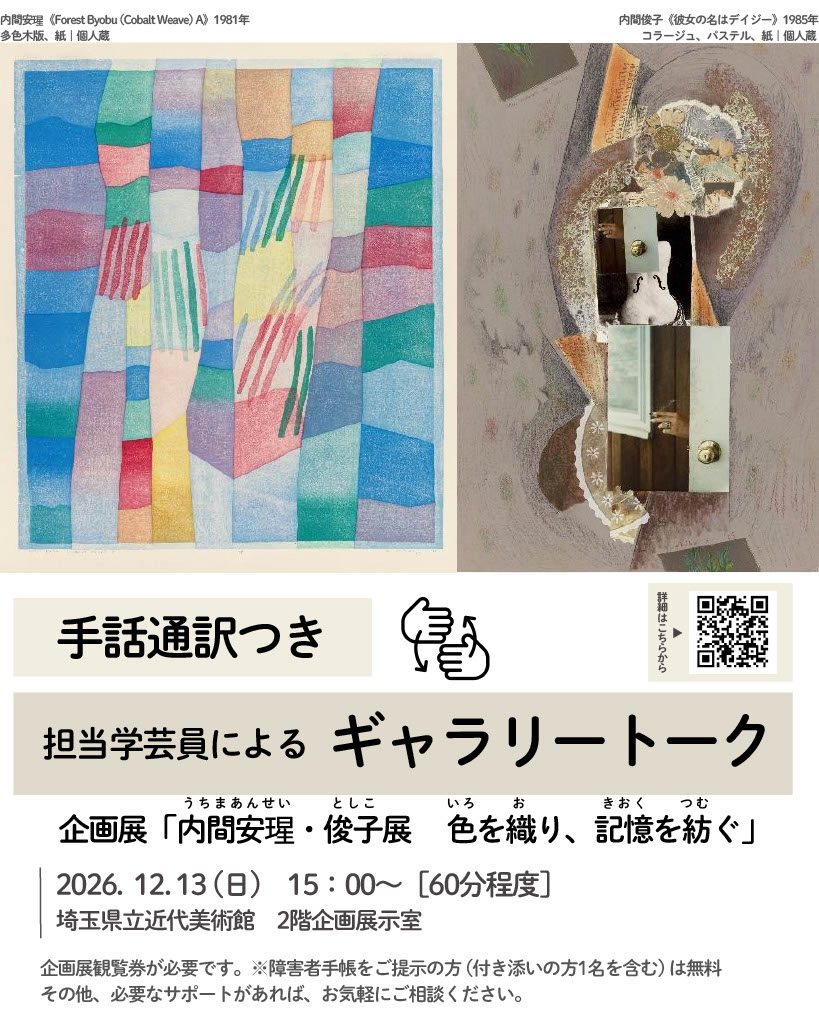 内間安瑆《Forest Byobu（Cobalt Weave）A》1981年
多色木版、紙｜個人蔵
内間俊子《彼女の名はデイジー》1985年
コラージュ、パステル、紙｜個人蔵
手話通訳つき
詳細はこちらから▶
担当学芸員による ギャラリートーク
うちまあんせい としこ いろ お きおく つむ
企画展「内間安瑆・俊子展 色を織り、記憶を紡ぐ」
2026. 12.13（日） 15：00～［60分程度］
埼玉県立近代美術館 2階企画展示室
企画展観覧券が必要です。※障害者手帳をご提示の方（付き添いの方1名を含む）は無料
その他、必要なサポートがあれば、お気軽にご相談ください。